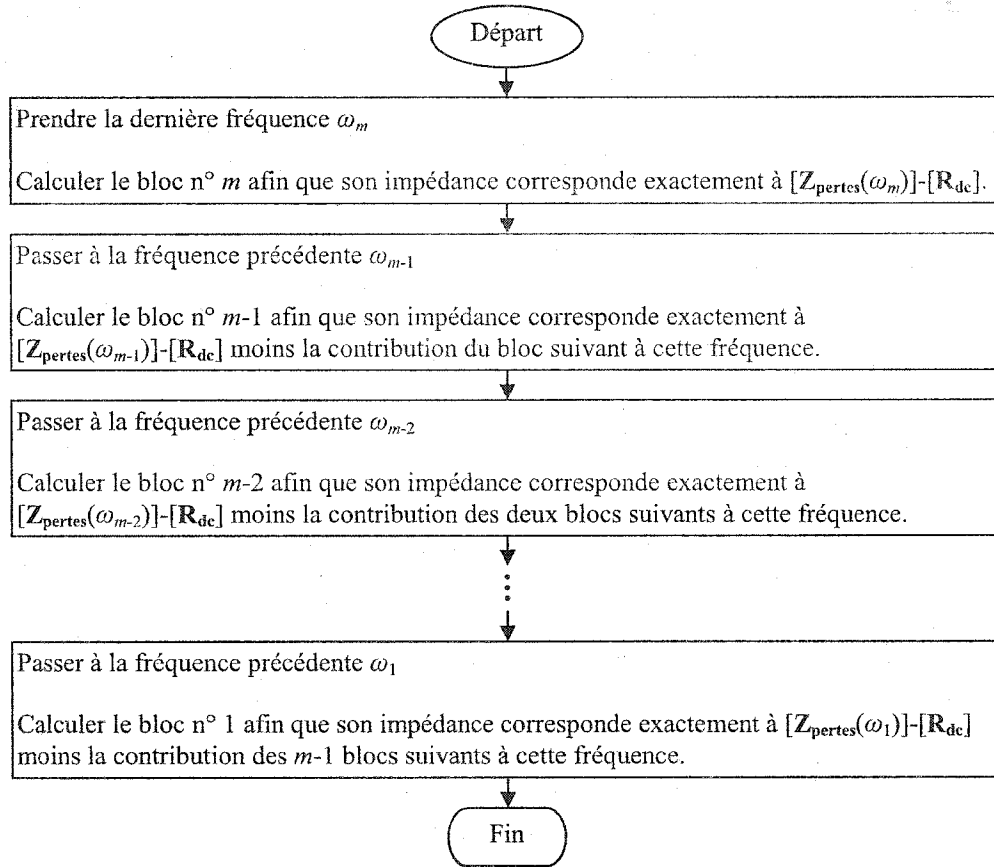 Départ
Prendre la dernière fréquence ωm
Calculer le bloc n° m afin que son impédance corresponde exactement à [Zpertes(ωm)]-[Rdc].
Passer à la fréquence précédente ωm-1
Calculer le bloc n° m-1 afin que son impédance corresponde exactement à
[Zpertes(ωm-1)]-[Rdc] moins la contribution du bloc suivant à cette fréquence.
Passer à la fréquence précédente ωm-2
Calculer le bloc n° m-2 afin que son impédance corresponde exactement à
[Zpertes(ωm-2)]-[Rdc] moins la contribution des deux blocs suivants à cette fréquence.
Passer à la fréquence précédente ω1
Calculer le bloc n° 1 afin que son impédance corresponde exactement à [Zpertes(ω1)]-[Rdc]
moins la contribution des m-1 blocs suivants à cette fréquence.
Fin